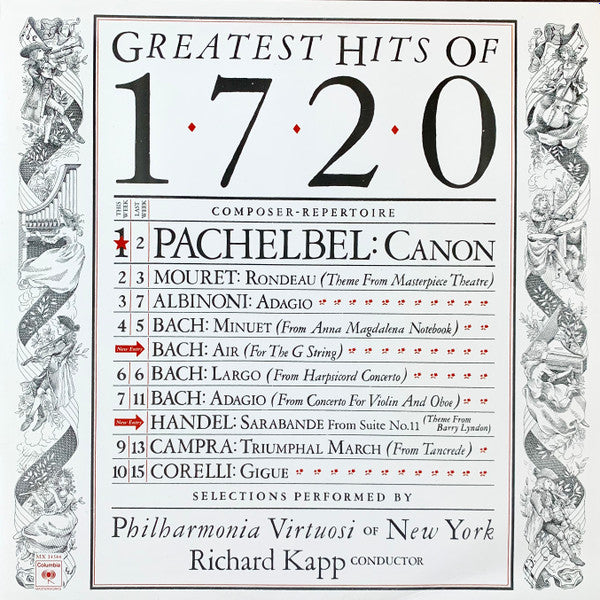 GREATEST HITS OF
1·7·2·0
THIS WEEK LAST WEEK COMPOSER-REPERTOIRE
1 2 PACHELBEL: CANON
2 3 MOURET: RONDEAU (Theme From Masterpiece Theatre)
3 7 ALBINONI: ADAGIO
4 5 BACH: MINUET (From Anna Magdalena Notebook)
New Entry BACH: AIR (For The G String)
6 6 BACH: LARGO (From Harpsicord Concerto)
7 11 BACH: ADAGIO (From Concerto For Violin And Oboe)
New Entry HANDEL: SARABANDE From Suite No.11 (Theme From Barry Lyndon)
9 13 CAMPRA: TRIUMPHAL MARCH (From Tancrede)
10 15 CORELLI: GIGUE
SELECTIONS PERFORMED BY
Philharmonia Virtuosi OF New York
Richard Kapp CONDUCTOR
Columbia